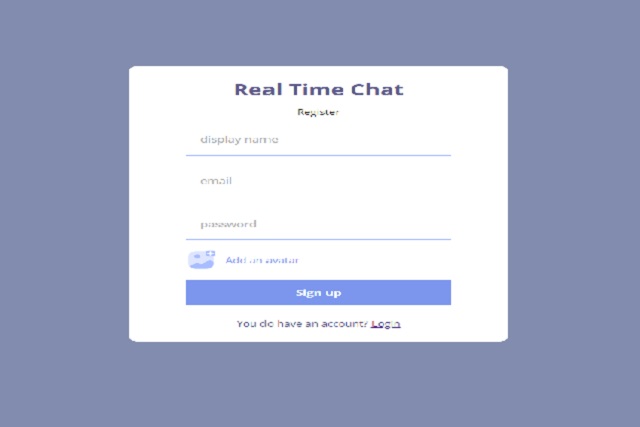 Real Time Chat
Register
display name
email
password
Add an avatar
Sign up
You do have an account? Login